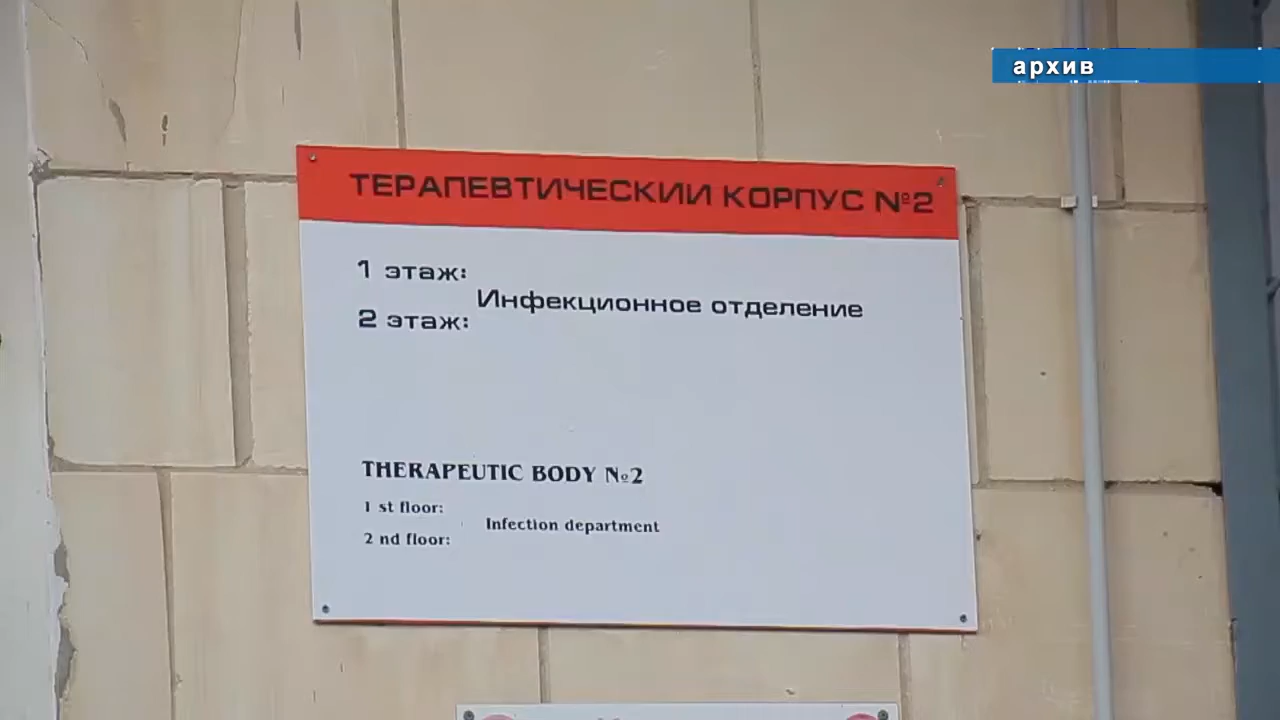 архив
ТЕРАПЕВТИЧЕСКИИ КОРПУС №2
1 этаж:
Инфекционное отделение
2 этаж:
THERAPEUTIC BODY №2
1 st floor:
Infection department
2 nd floor: